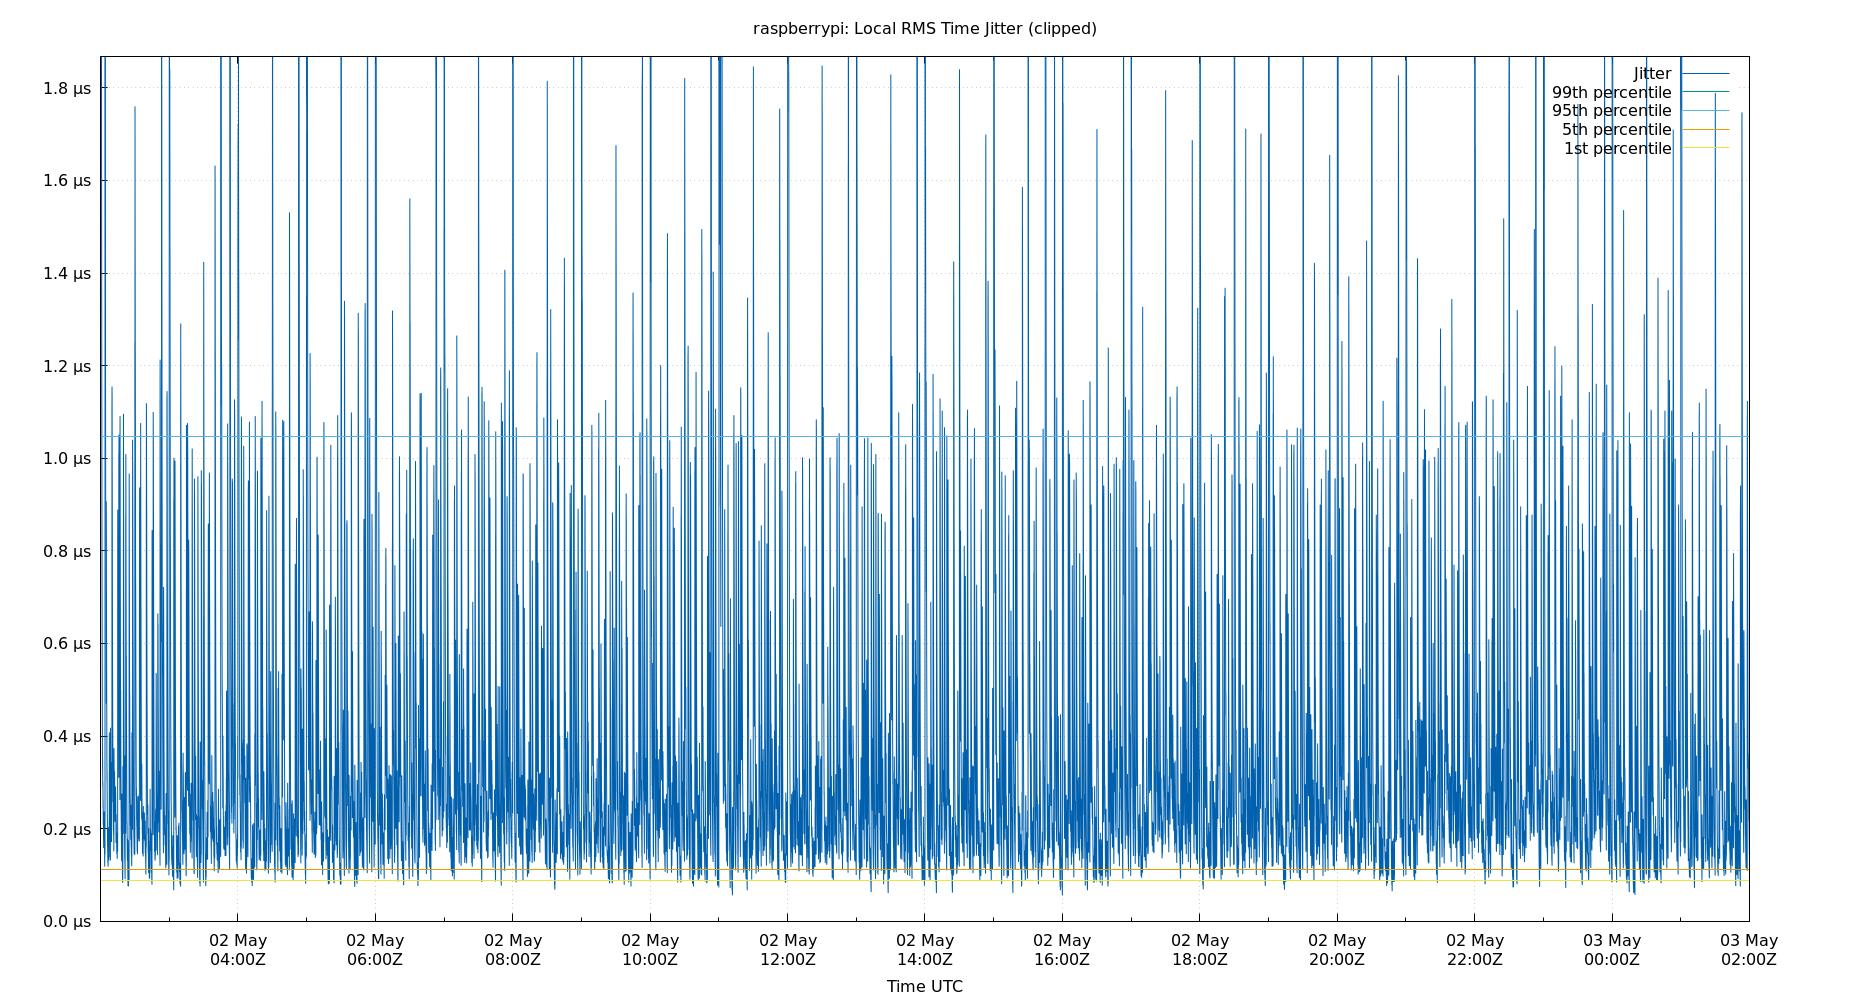 raspberrypi: Local RMS Time Jitter (clipped)
Jitter
99th percentile
95th percentile
5th percentile
1st percentile
1.8 μs
1.6 μs
1.4 μs
1.2 μs
1.0 μs
0.8 μs
0.6 μs
0.4 μs
0.2 μs
0.0 μs
02 May 02 May 02 May 02 May 02 May 02 May 02 May 02 May 02 May 02 May 03 May 03 May
04:00Z 06:00Z 08:00Z 10:00Z 12:00Z 14:00Z 16:00Z 18:00Z 20:00Z 22:00Z 00:00Z 02:00Z
Time UTC